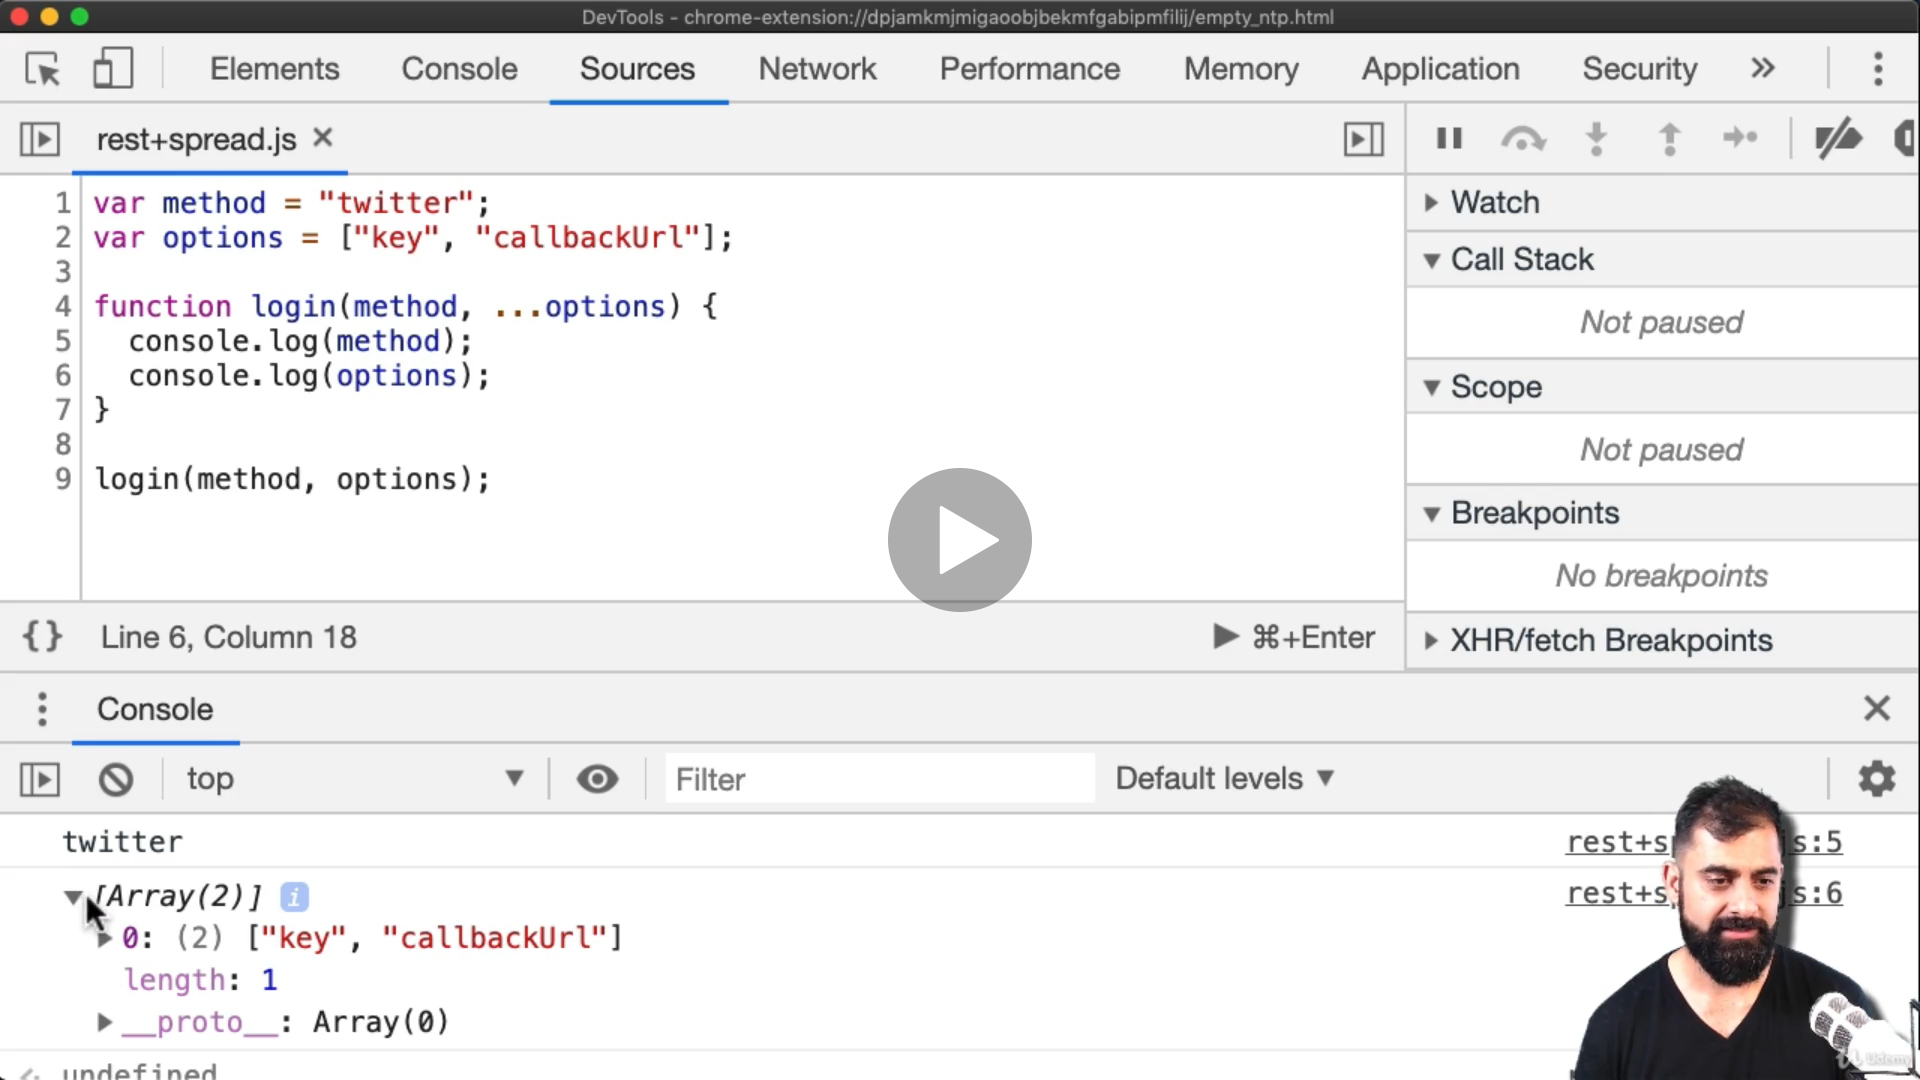 DevTools - chrome-extension://dpjamkmjmigaoobjbekmfgabipmfilij/empty_ntp.html
Elements Console Sources Network Performance Memory Application Security »
rest+spread.js ×
1 var method = "twitter";
2 var options = ["key", "callbackUrl"];
3
4 function login(method, ...options) {
5 console.log(method);
6 console.log(options);
7 }
8
9 login(method, options);
{} Line 6, Column 18 ⌘+Enter
Watch
Call Stack
Not paused
Scope
Not paused
Breakpoints
No breakpoints
XHR/fetch Breakpoints
Console
top Filter Default levels
twitter rest+s js:5
[Array(2)] i rest+s js:6
0: (2) ["key", "callbackUrl"]
length: 1
__proto__: Array(0)
undefined
Udemy